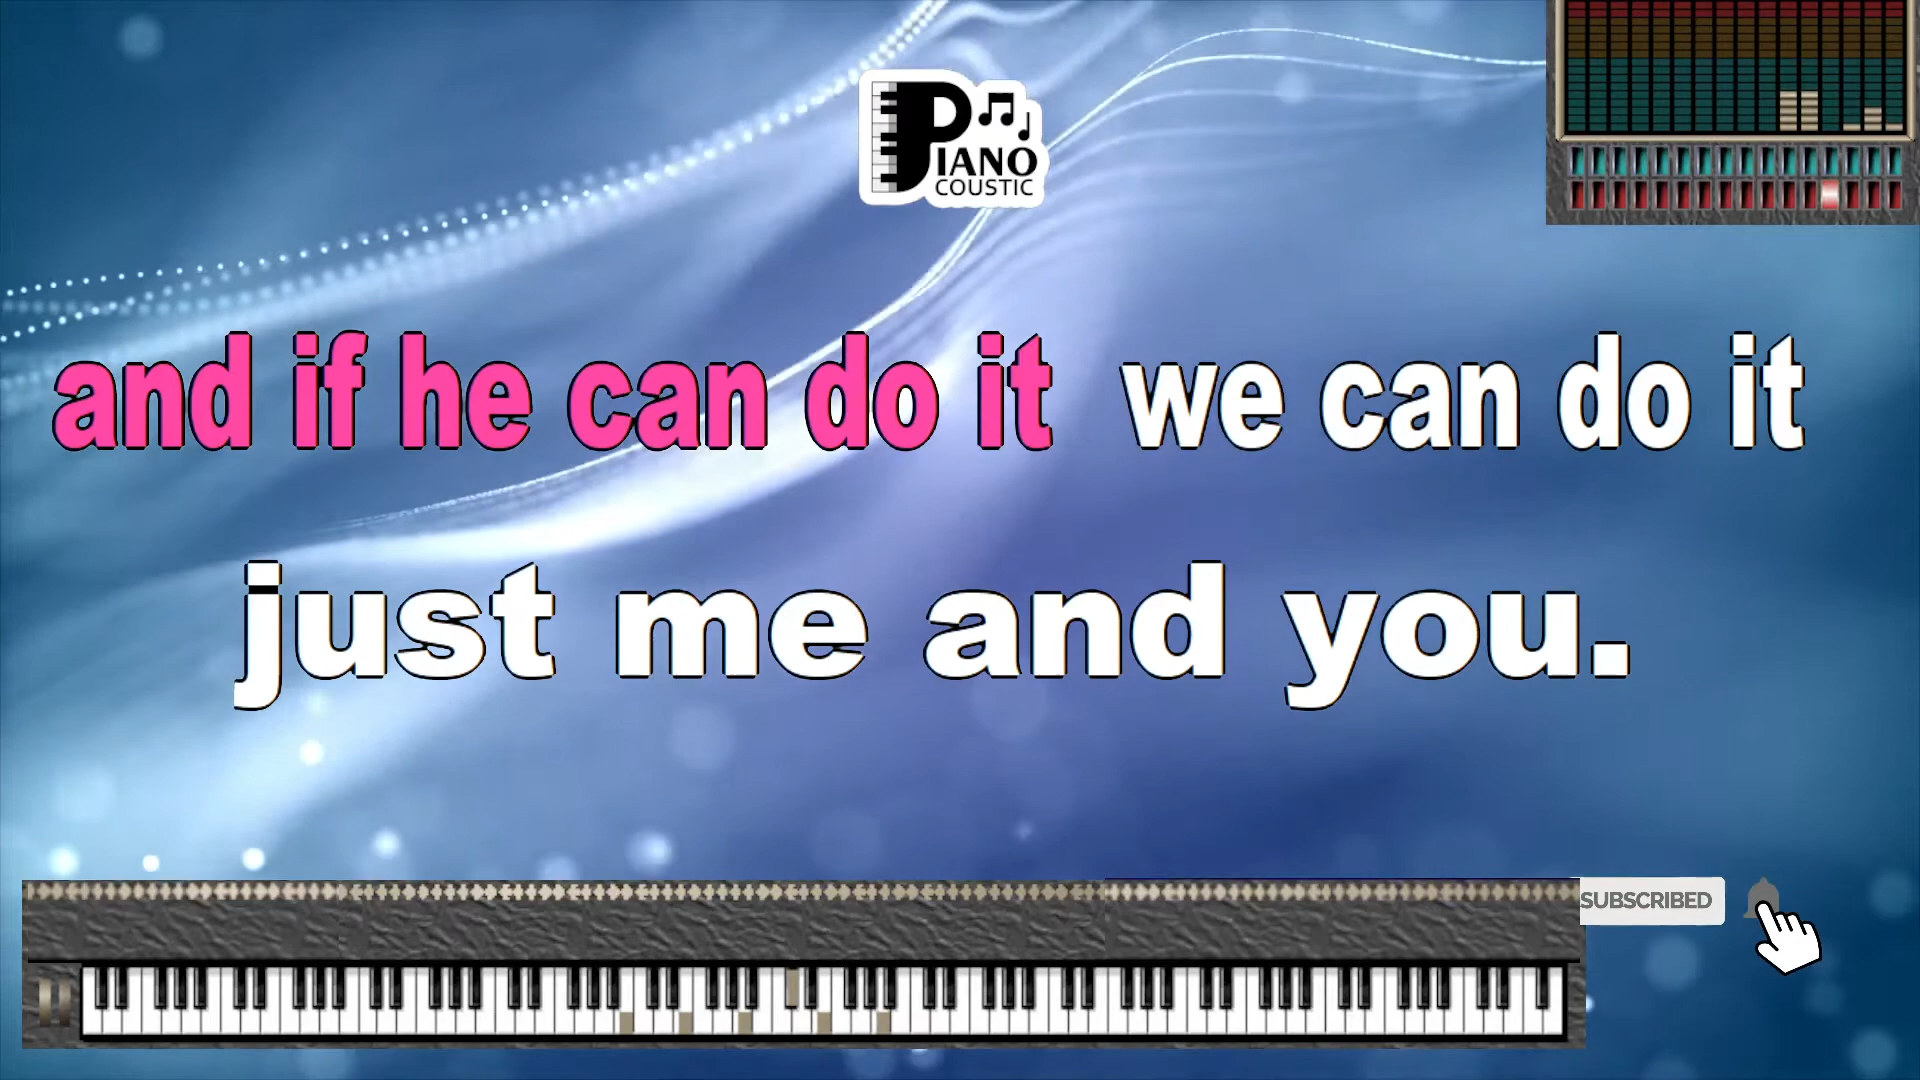 PIANO
COUSTIC
and if he can do it we can do it
just me and you.
SUBSCRIBED